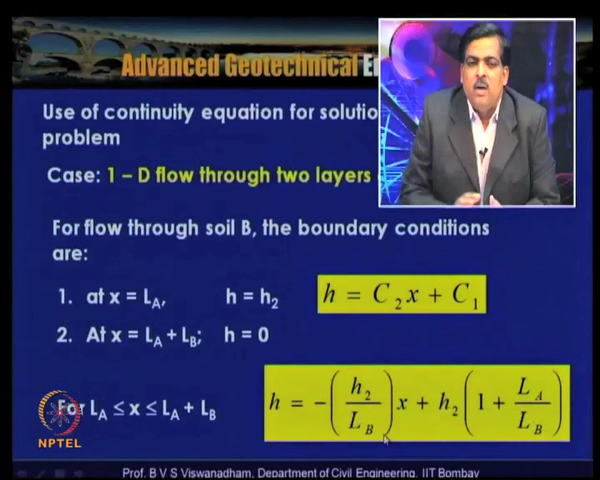 Advanced Geotechnical E
Use of continuity equation for solutio
problem
Case: 1 – D flow through two layers
For flow through soil B, the boundary conditions
are:
1. at x = L_A, h = h_2
h = C_2 x + C_1
2. At x = L_A + L_B; h = 0
For L_A ≤ x ≤ L_A + L_B
h = -(h_2 / L_B) x + h_2 (1 + L_A / L_B)
NPTEL
Prof. B V S Viswanadham, Department of Civil Engineering, IIT Bombay